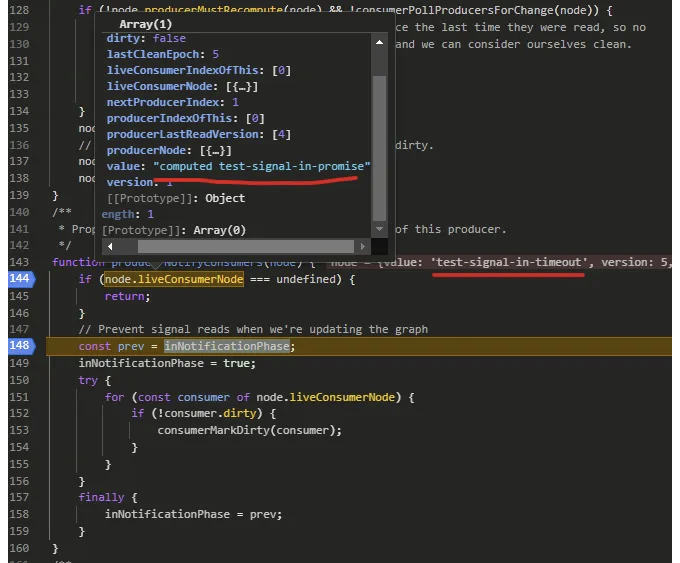 128 if (!node.producerMustRecompute(node) && !consumerPollProducersForChange(node)) {
129 ce the last time they were read, so no
130 and we can consider ourselves clean.
131
132
133
134 }
135 nod
136 // dirty.
137 nod
138 nod
139 }
140 /**
141 * Prop of this producer.
142 */
143 function producerNotifyConsumers(node) { node = {value: 'test-signal-in-timeout', version: 5,
144 if (node.liveConsumerNode === undefined) {
145 return;
146 }
147 // Prevent signal reads when we're updating the graph
148 const prev = inNotificationPhase;
149 inNotificationPhase = true;
150 try {
151 for (const consumer of node.liveConsumerNode) {
152 if (!consumer.dirty) {
153 consumerMarkDirty(consumer);
154 }
155 }
156 }
157 finally {
158 inNotificationPhase = prev;
159 }
160 }
/**
Array(1)
dirty: false
lastCleanEpoch: 5
liveConsumerIndexOfThis: [0]
liveConsumerNode: [{…}]
nextProducerIndex: 1
producerIndexOfThis: [0]
producerLastReadVersion: [4]
producerNode: [{…}]
value: "computed test-signal-in-promise"
version: 1
[[Prototype]]: Object
ength: 1
[Prototype]]: Array(0)